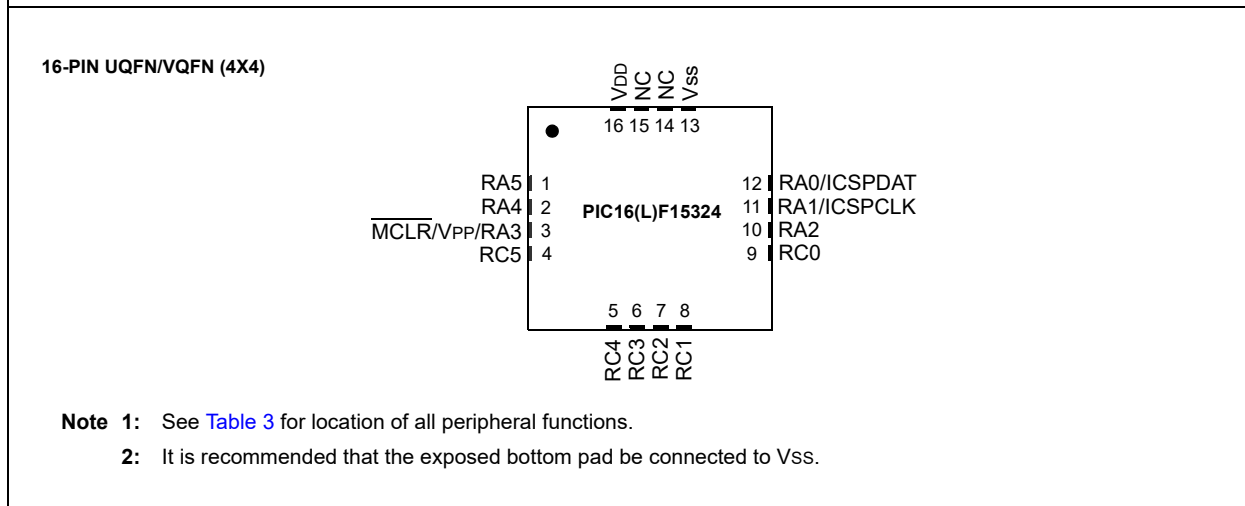 16-PIN UQFN/VQFN (4X4)
VDD
NC
NC
Vss
16 15 14 13
RA5 1
RA4 2
MCLR/VPP/RA3 3
RC5 4
PIC16(L)F15324
12 RA0/ICSPDAT
11 RA1/ICSPCLK
10 RA2
9 RC0
5 6 7 8
RC4
RC3
RC2
RC1
Note 1: See Table 3 for location of all peripheral functions.
2: It is recommended that the exposed bottom pad be connected to VSS.